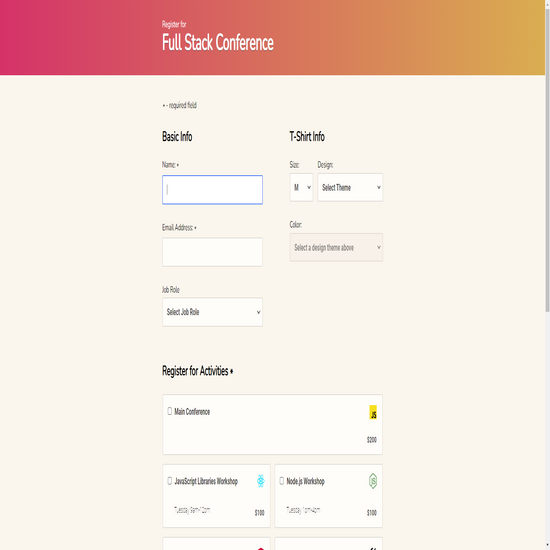 Register for
Full Stack Conference
* - required field
Basic Info
Name: *
Email Address: *
Job Role
Select Job Role
T-Shirt Info
Size:
Design:
M
Select Theme
Color:
Select a design theme above
Register for Activities *
Main Conference
JS
$200
JavaScript Libraries Workshop
Tuesday 9am-12pm
$100
Node.js Workshop
JS
Tuesday 1pm-4pm
$100